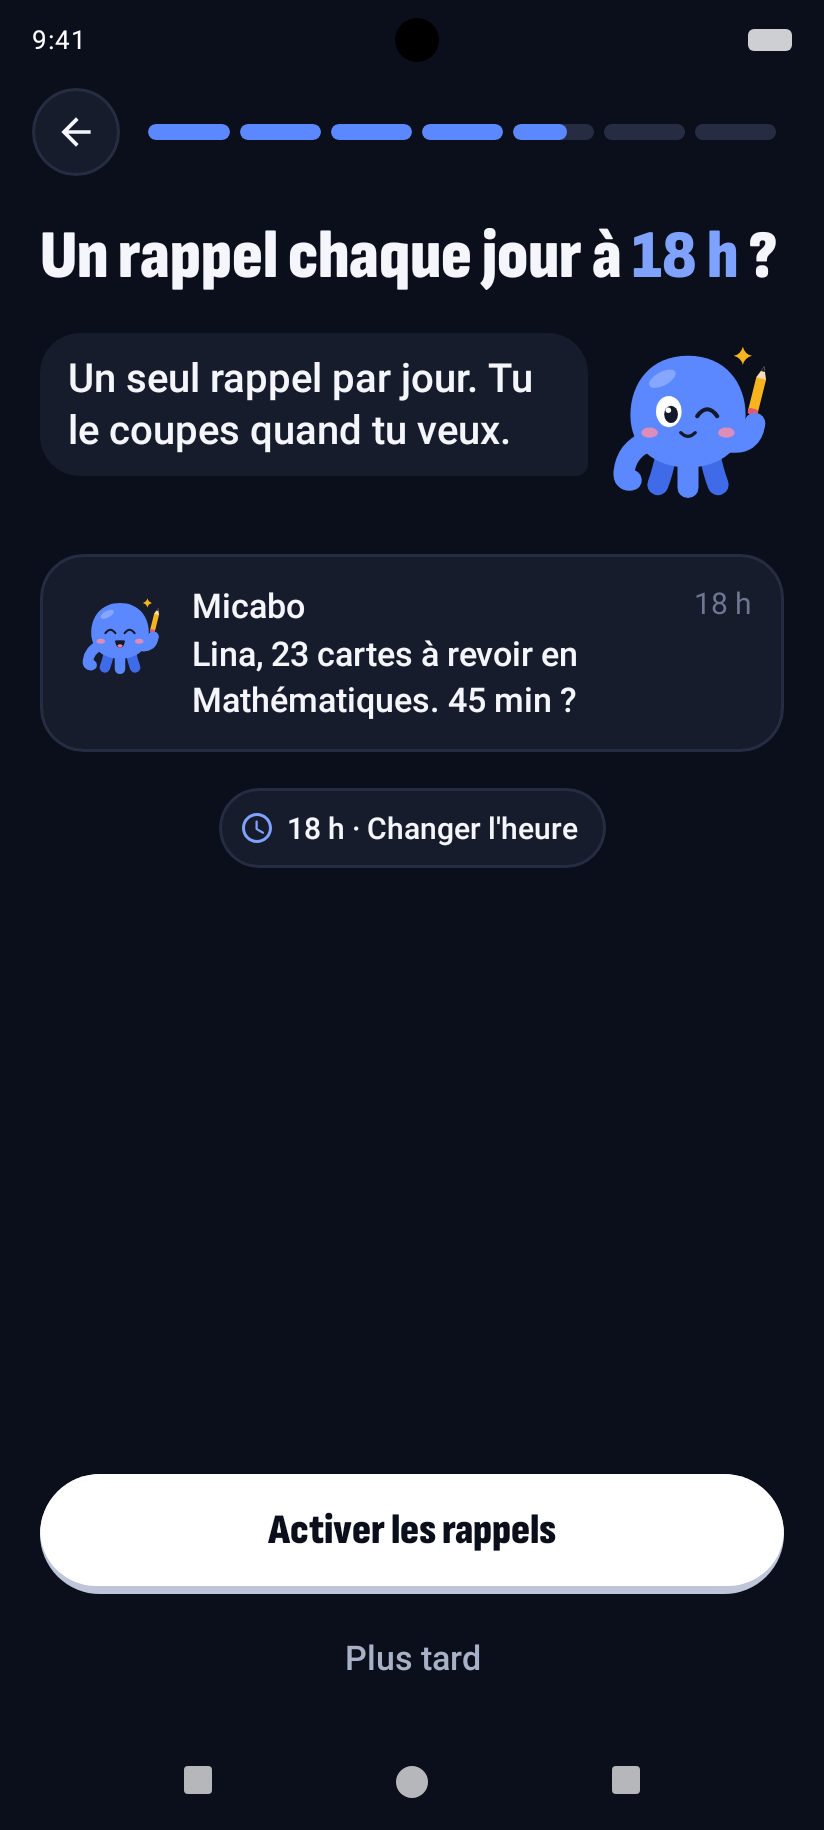 9:41
Un rappel chaque jour à 18 h ?
Un seul rappel par jour. Tu
le coupes quand tu veux.
Micabo
18 h
Lina, 23 cartes à revoir en
Mathématiques. 45 min ?
18 h · Changer l'heure
Activer les rappels
Plus tard